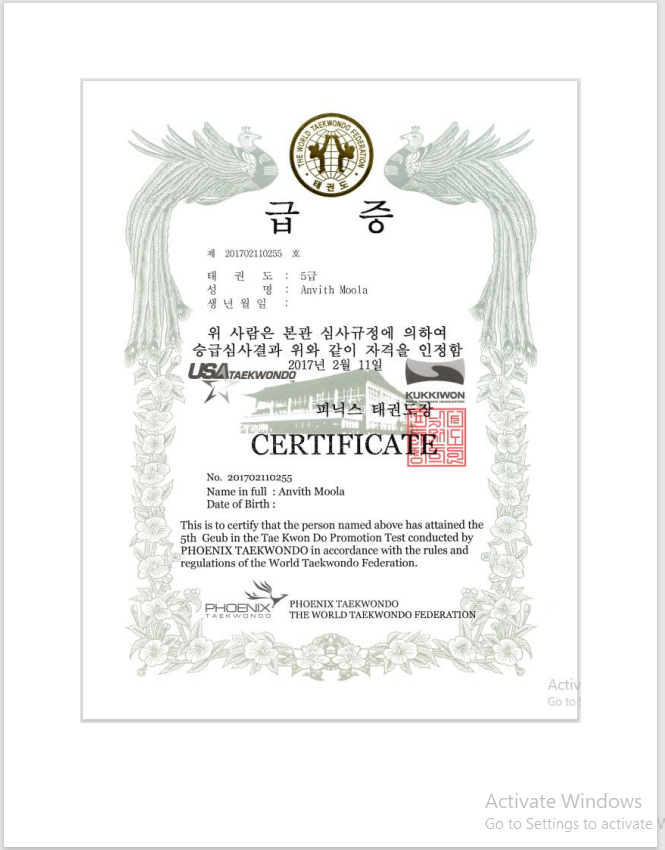 THE WORLD TAEKWONDO FEDERATION
태권도
급 증
제 201702110255 호
태 권 도 : 5급
성 명 : Anvith Moola
생 년 월 일 :
위 사람은 본관 심사규정에 의하여
승급심사결과 위와 같이 자격을 인정함
2017년 2월 11일
USA TAEKWONDO
KUKKIWON
WORLD TAEKWONDO HEADQUARTERS
피닉스 태권도장
CERTIFICATE
No. 201702110255
Name in full : Anvith Moola
Date of Birth :
This is to certify that the person named above has attained the
5th Geub in the Tae Kwon Do Promotion Test conducted by
PHOENIX TAEKWONDO in accordance with the rules and
regulations of the World Taekwondo Federation.
PHOENIX
TAEKWONDO
PHOENIX TAEKWONDO
THE WORLD TAEKWONDO FEDERATION
Activ
Go to S
Activate Windows
Go to Settings to activate W